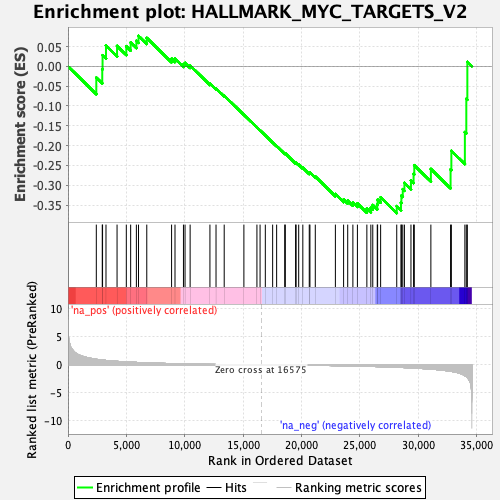 Enrichment plot: HALLMARK_MYC_TARGETS_V2
Enrichment score (ES)
0.05
0.00
-0.05
-0.10
-0.15
-0.20
-0.25
-0.30
-0.35
'na_pos' (positively correlated)
Ranked list metric (PreRanked)
10
5
0
-5
-10
Zero cross at 16575
'na_neg' (negatively correlated)
0
5,000
10,000
15,000
20,000
25,000
30,000
35,000
Rank in Ordered Dataset
Enrichment profile
Hits
Ranking metric scores